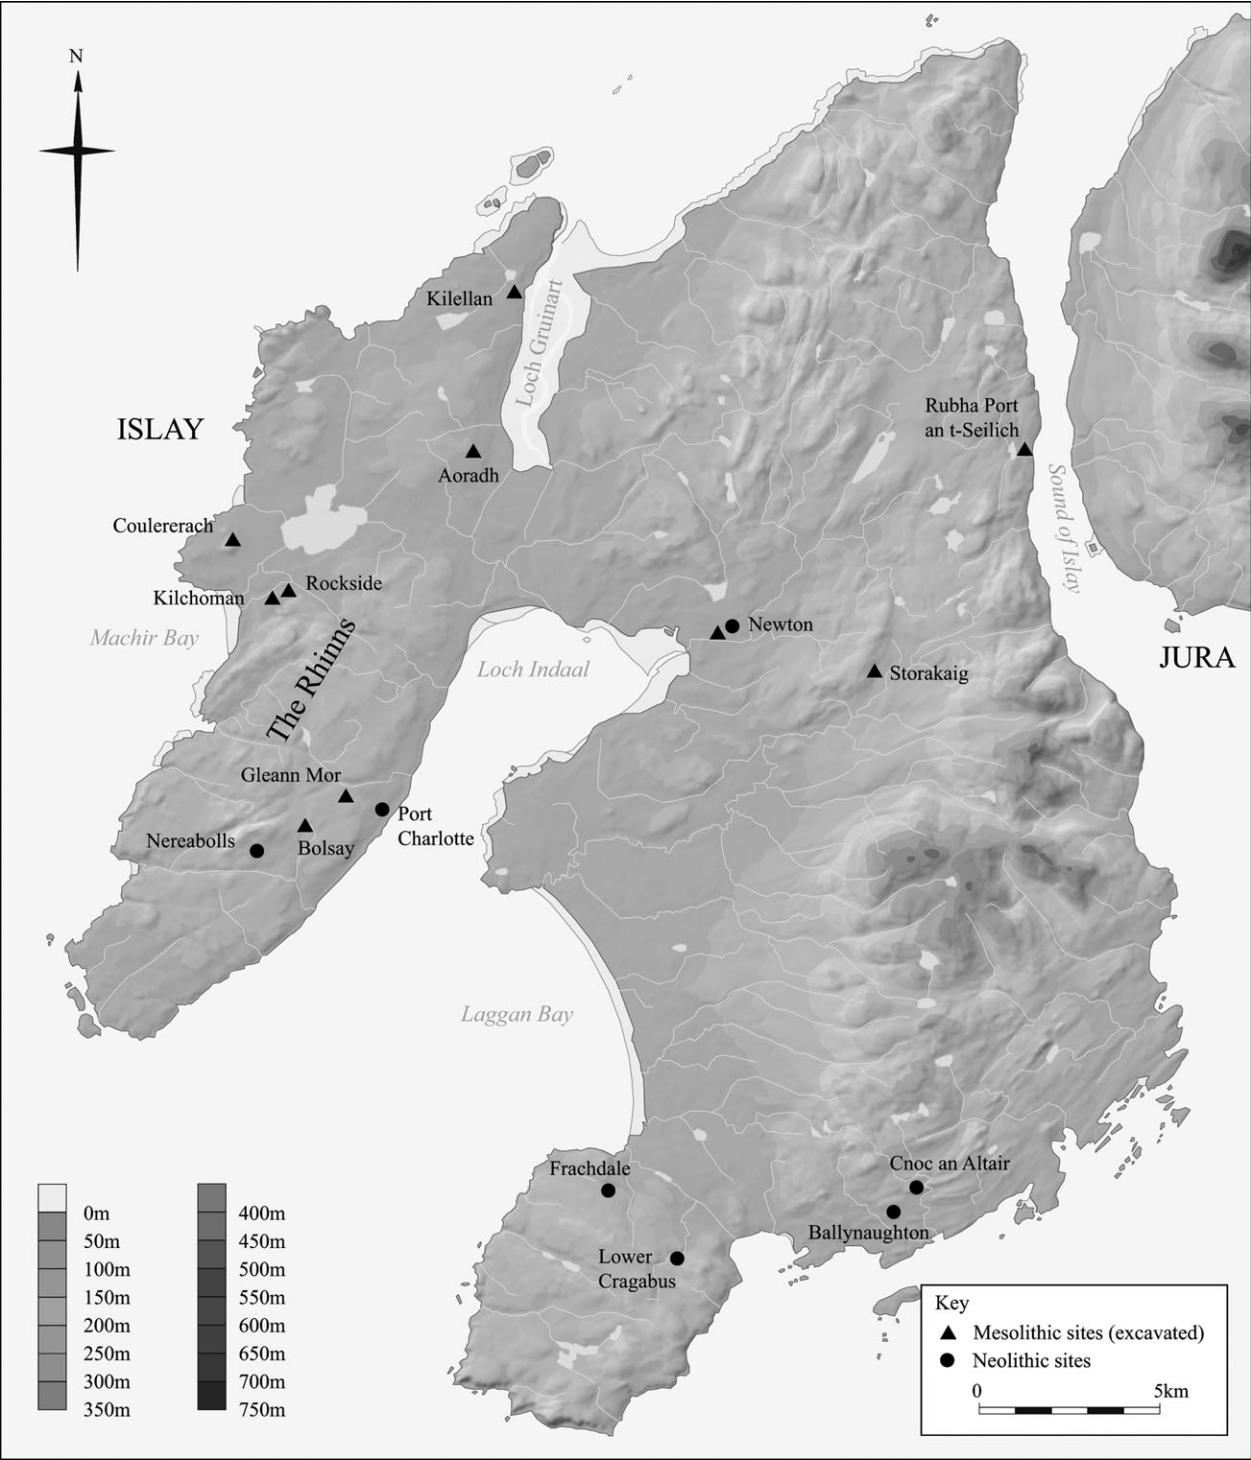 N
Kilellan
Loch Gruinart
Rubha Port
an t-Seilich
ISLAY
Aoradh
Sound of Islay
Coulererach
Rockside
Kilchoman
Machir Bay
The Rhinns
Loch Indaal
Newton
JURA
Storakaig
Gleann Mor
Port
Charlotte
Nereabolls
Bolsay
Laggan Bay
Frachdale
Cnoc an Altair
Ballynaughton
Lower
Cragabus
0m
50m
100m
150m
200m
250m
300m
350m
400m
450m
500m
550m
600m
650m
700m
750m
Key
Mesolithic sites (excavated)
Neolithic sites
0 5km